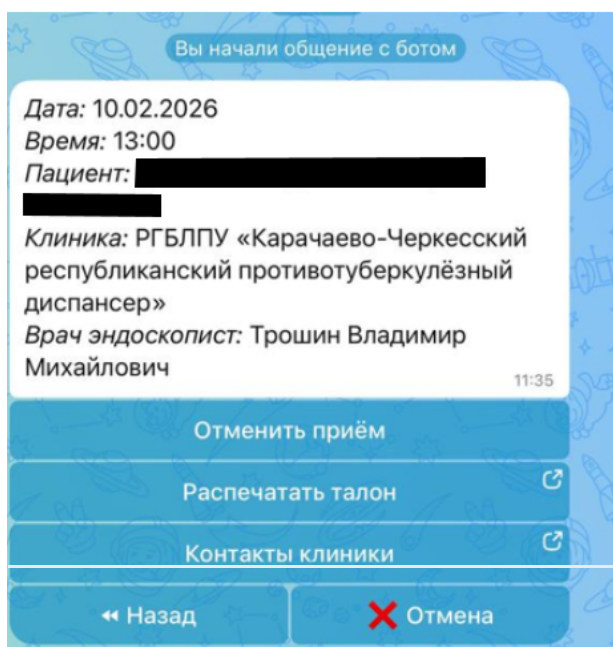 Вы начали общение с ботом
Дата: 10.02.2026
Время: 13:00
Пациент:
Клиника: РГБЛПУ «Карачаево-Черкесский
республиканский противотуберкулёзный
диспансер»
Врач эндоскопист: Трошин Владимир
Михайлович
11:35
Отменить приём
Распечатать талон
Контакты клиники
Назад
Отмена